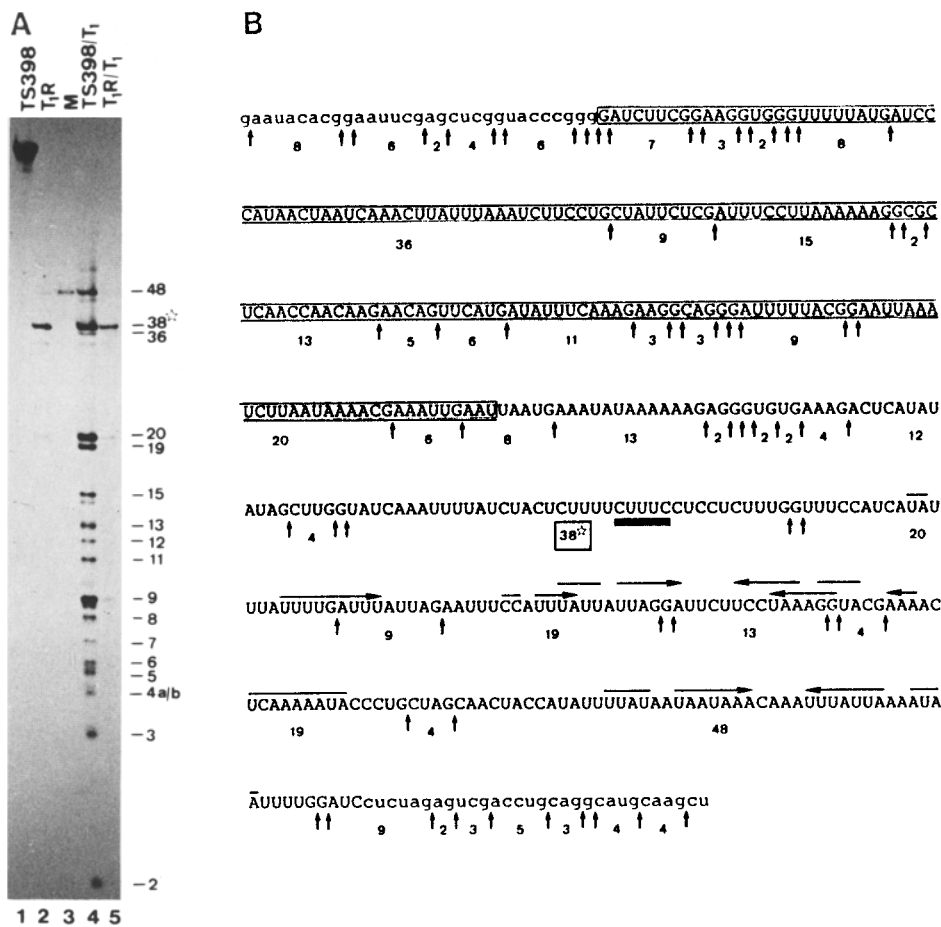 A
B
TS398
T₁R
M
TS398/T₁
T₁R/T₁
48
38☆
36
20
19
15
13
12
11
9
8
7
6
5
4a/b
3
2
1 2 3 4 5
gaauacacggaauucgagcucgguacccgggGAUCUUCGGAAGGUGGGUUUUUAUGAUCC
8 6 2 4 6 7 3 2 8
CAUAACUAAUCAAACUUAUUUAAAUCUUCCUGCUAUUCUCGAUUUCCUUAAAAAAGGCGC
36 9 15 2
UCAACCAACAAGAACAGUUCAUGAUAUUUCAAAGAAGGCAGGGAUUUUUACGGAAUUAAA
13 5 6 11 3 3 9
UCUUAAUAAAACGAAAUUGAAUUAAUGAAAUAUAAAAAAGAGGGUGUGAAAGACUCAUAU
20 6 8 13 2 2 2 4 12
AUAGCUUGGUAUCAAAUUUUAUCUACUCUUUUCUUUCCUCCUCUUUGGUUUCCAUCAUAU
4 38☆ 20
UUAUUUUGAUUUAUUAGAAUUUCCAUUUAUUAUUAGGAUUCUUCCUAAAGGUACGAAAAC
9 19 13 4
UCAAAAAUACCCUGCUAGCAACUACCAUAUUUUAUAAUAAUAAACAAAUUUAUUAAAAUA
19 4 48
AUUUUGGAUCcucuagagucgaccugcaggcaugcaagcu
9 2 3 5 3 4 4